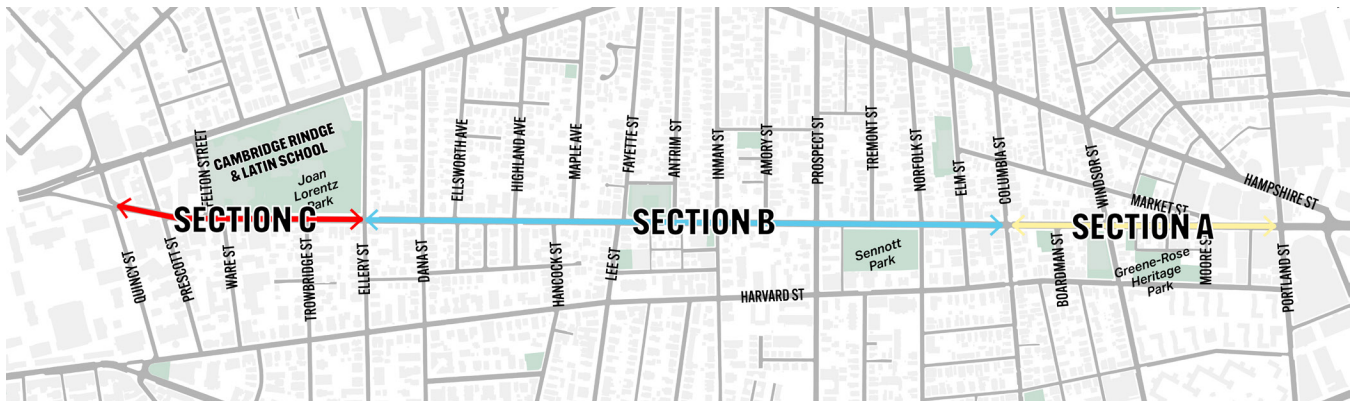 CAMBRIDGE RINDGE
& LATIN SCHOOL
Joan
Lorentz
Park
FELTON STREET
ELLSWORTH AVE
HIGHLAND AVE
MAPLE AVE
FAYETTE ST
ANTRIM ST
INMAN ST
AMORY ST
PROSPECT ST
TREMONT ST
NORFOLK ST
ELM ST
COLUMBIA ST
WINDSOR ST
MARKET ST
HAMPSHIRE ST
SECTION C
SECTION B
SECTION A
QUINCY ST
PRESCOTT ST
WARE ST
TROWBRIDGE ST
ELLERY ST
DANA ST
HANCOCK ST
LEE ST
HARVARD ST
Sennott
Park
BOARDMAN ST
Greene-Rose
Heritage
Park
MOORE S
PORTLAND ST